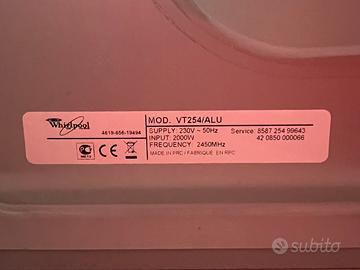 Whirlpool
4619-656-19494
MOD. VT254/ALU
SUPPLY: 230V ~ 50Hz Service: 8587 254 99643
INPUT: 2000W 42 0850 000066
FREQUENCY: 2450MHz
MADE IN PRC / FABRIQUÉ EN RPC
subito